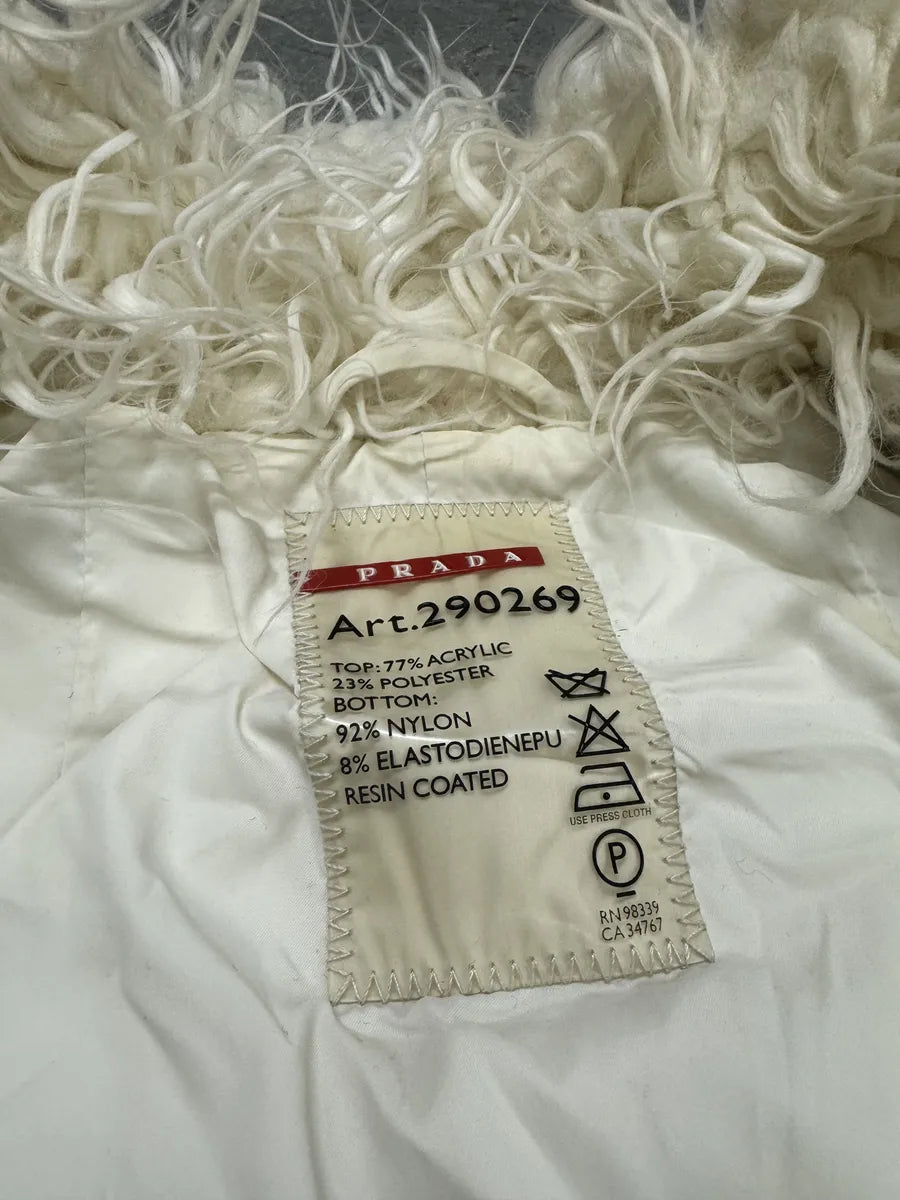 PRADA
Art.290269
TOP: 77% ACRYLIC
23% POLYESTER
BOTTOM:
92% NYLON
8% ELASTODIENEPU
RESIN COATED
USE PRESS CLOTH
P
RN 98339
CA 34767